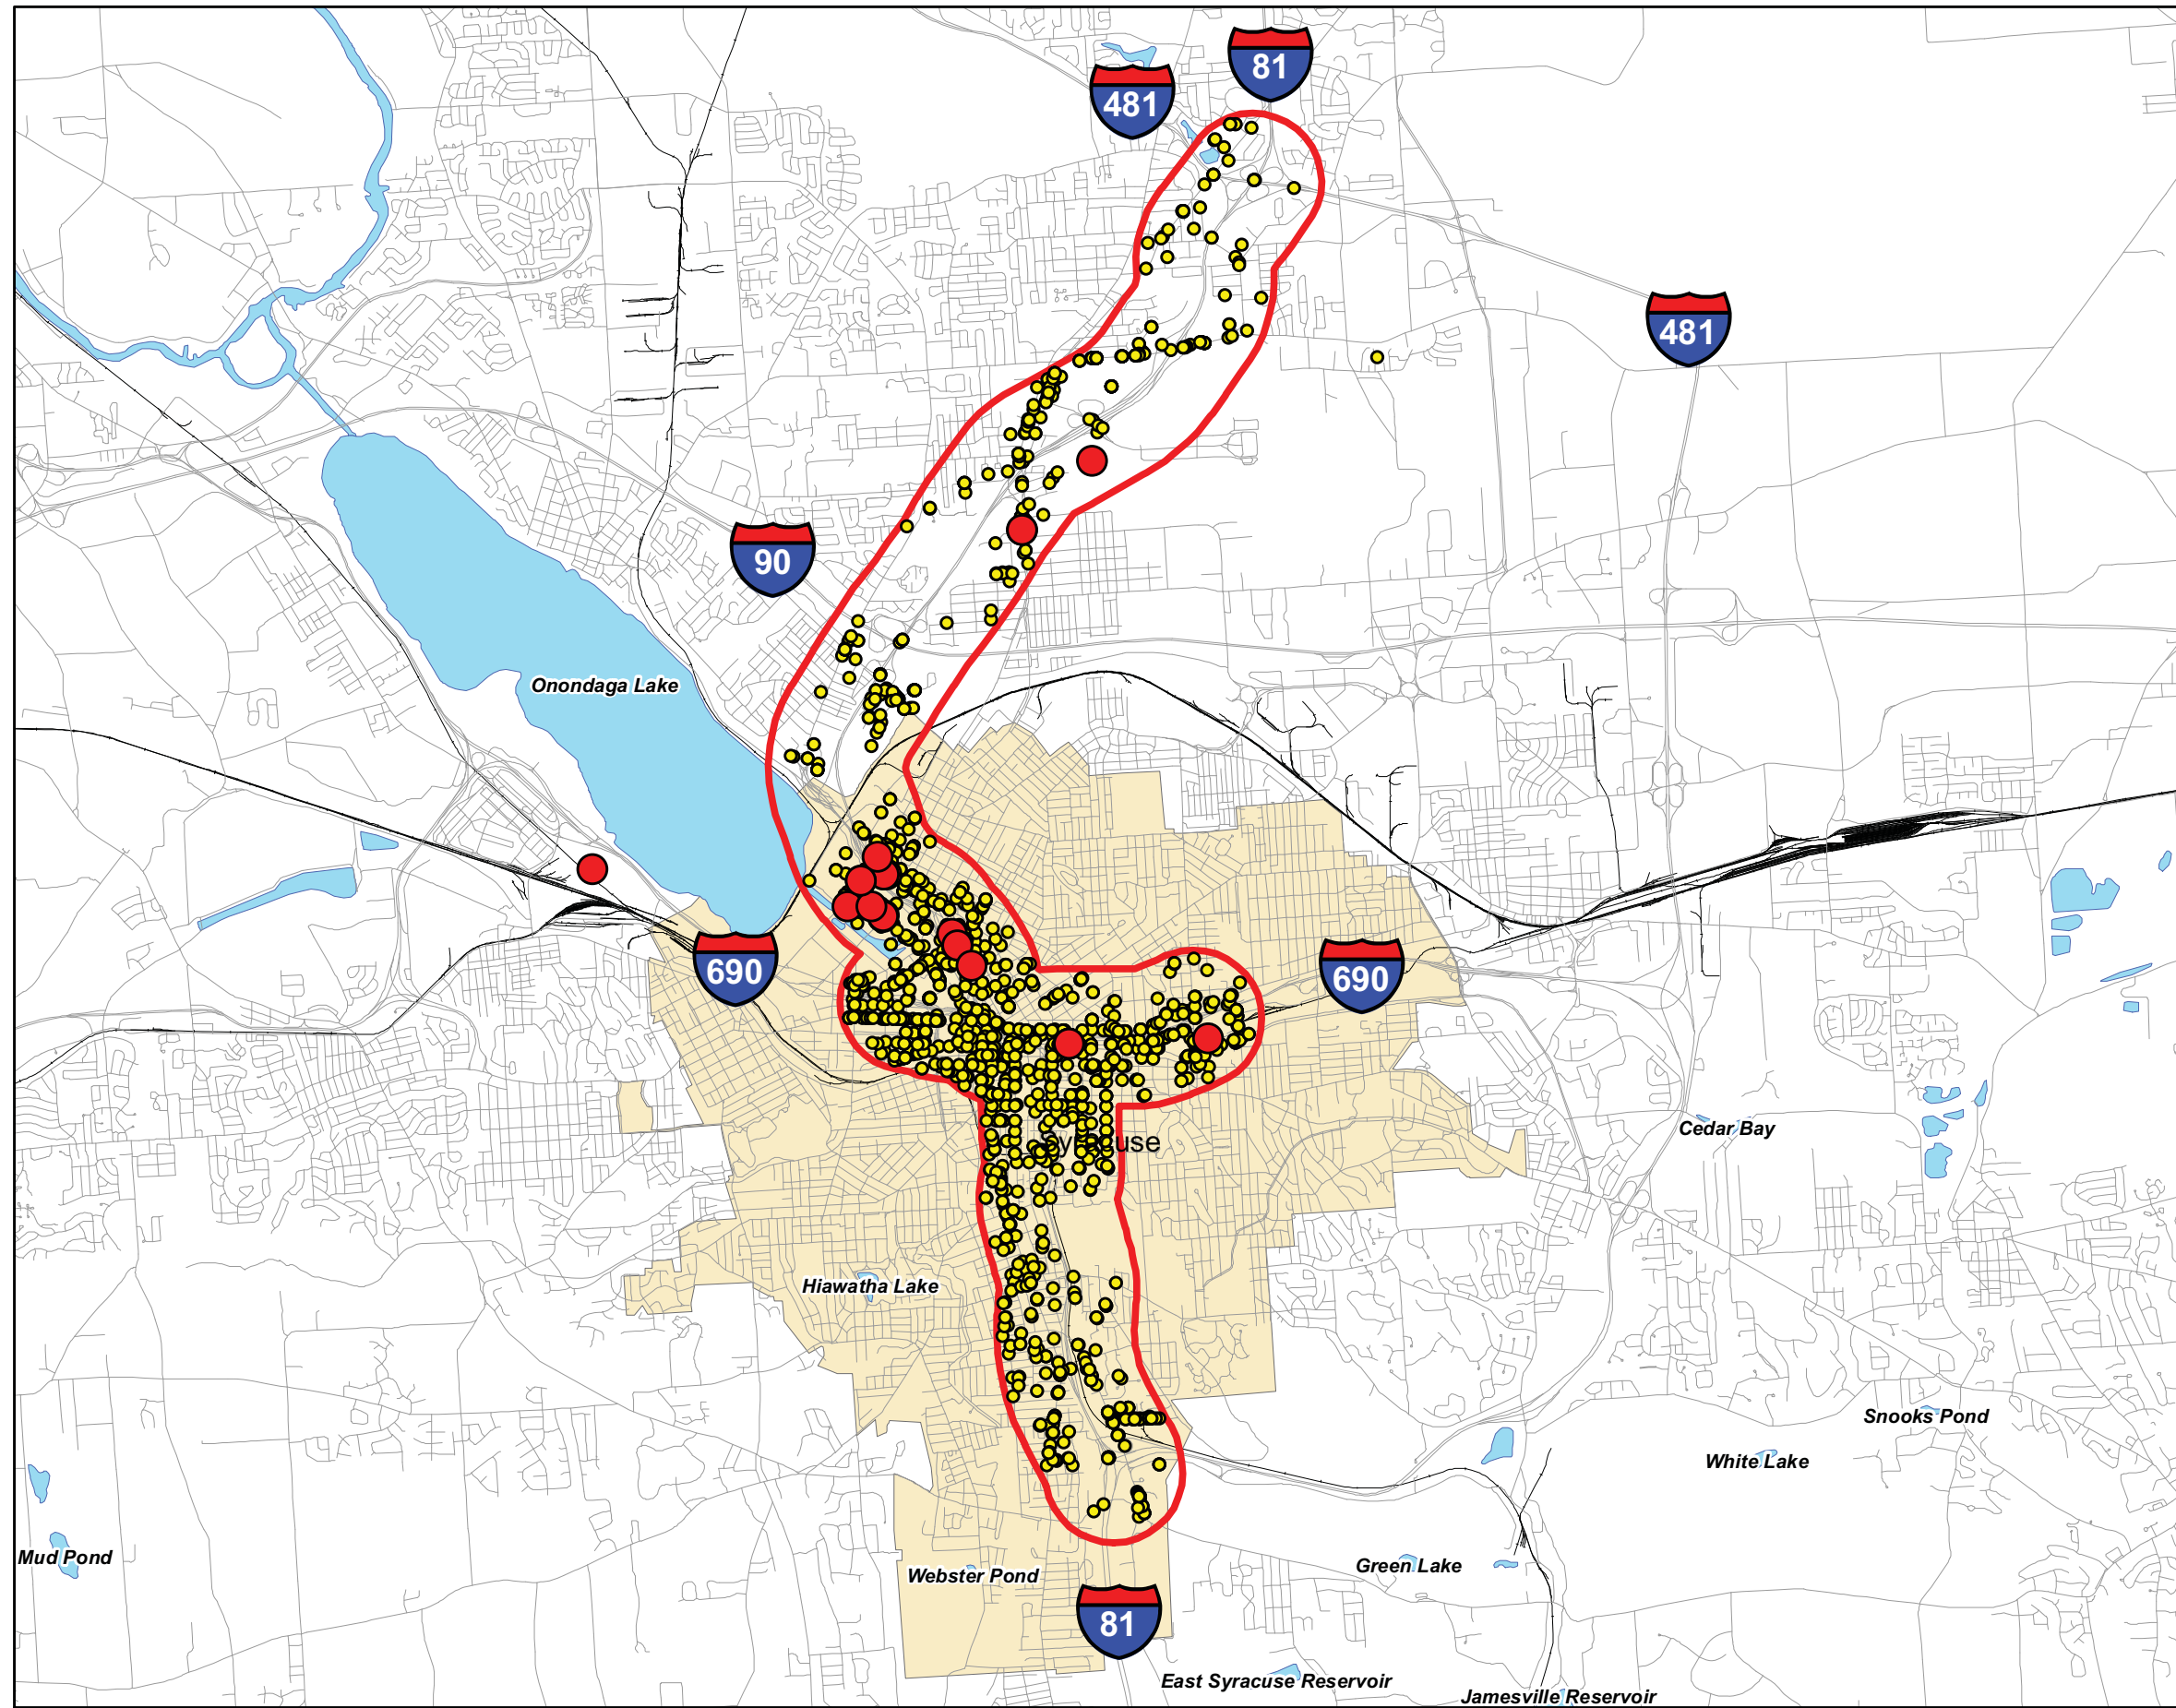 81
481
481
90
Onondaga Lake
690
690
Cedar Bay
Syracuse
Hiawatha Lake
Snooks Pond
White Lake
Mud Pond
Green Lake
Webster Pond
81
East Syracuse Reservoir
Jamesville Reservoir